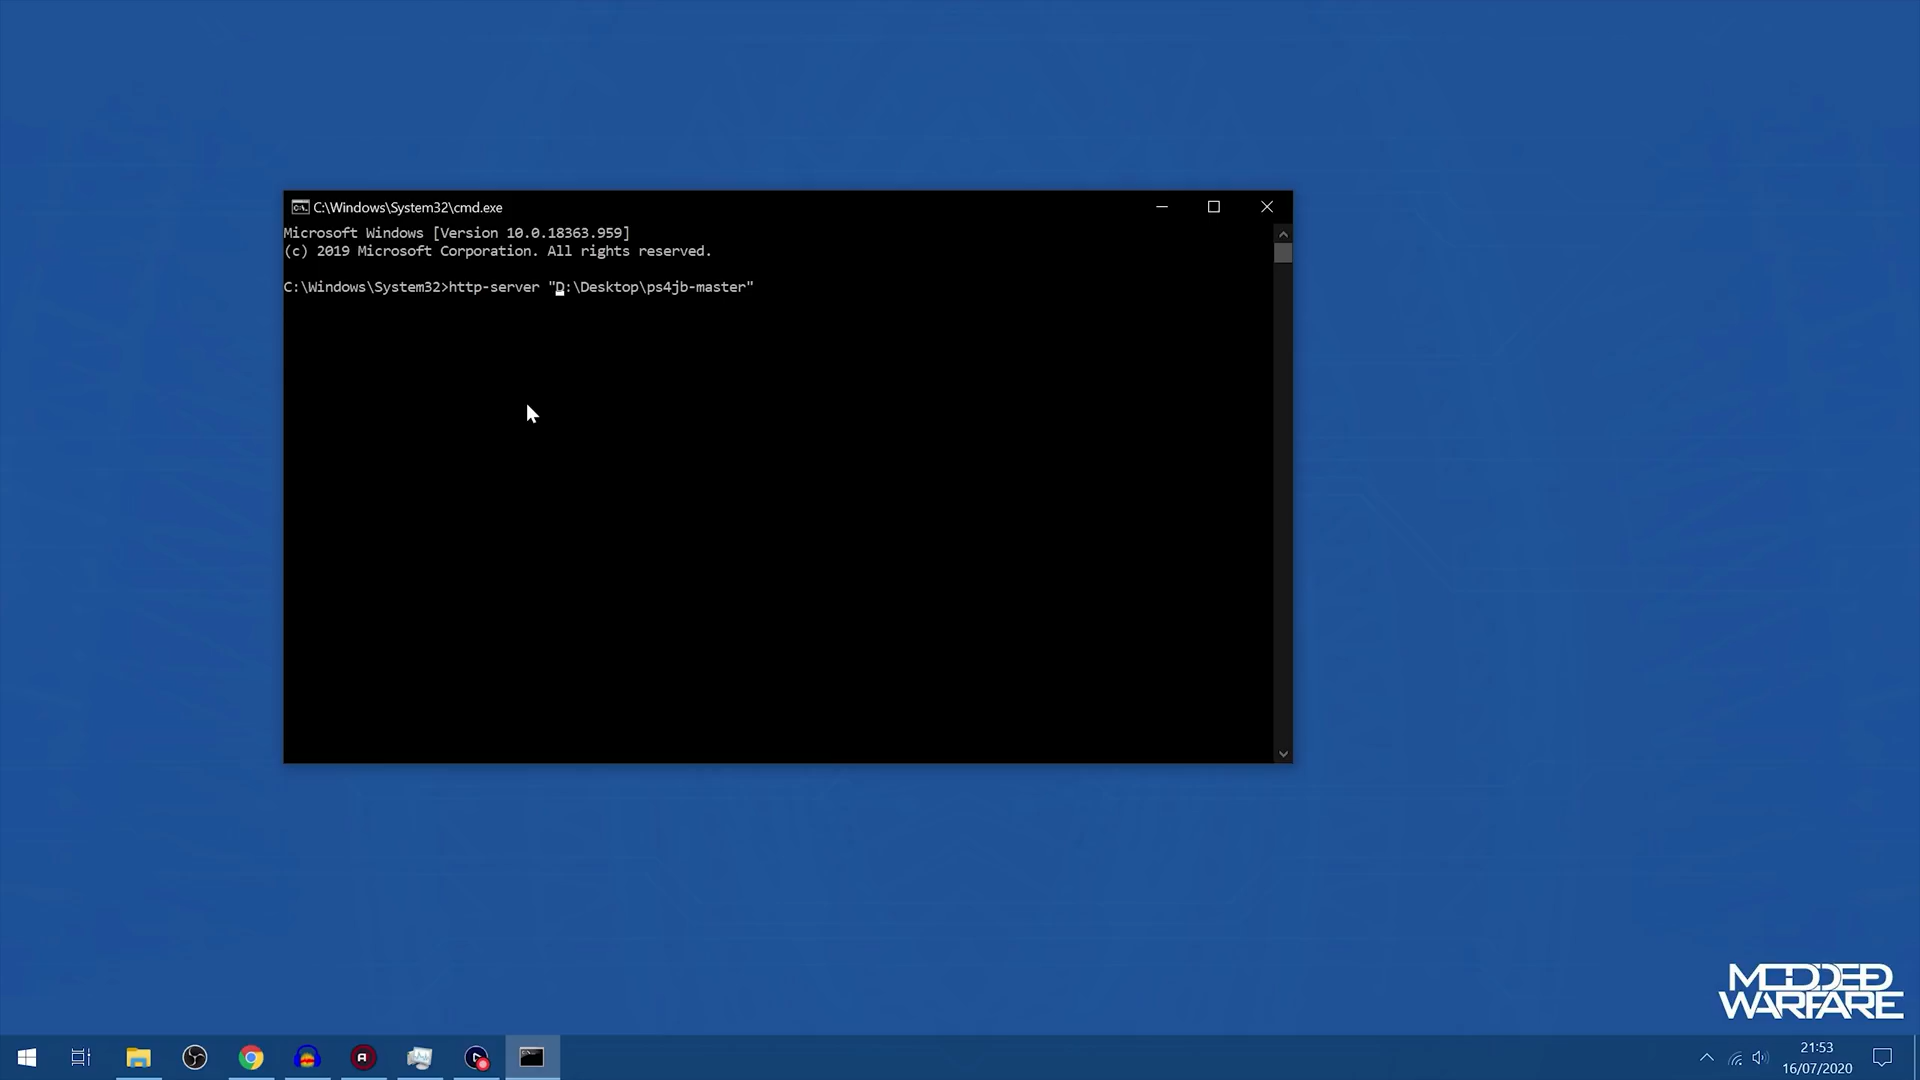 C:\Windows\System32\cmd.exe
Microsoft Windows [Version 10.0.18363.959]
(c) 2019 Microsoft Corporation. All rights reserved.
C:\Windows\System32>http-server "D:\Desktop\ps4jb-master"
MODDED
WARFARE
21:53
16/07/2020